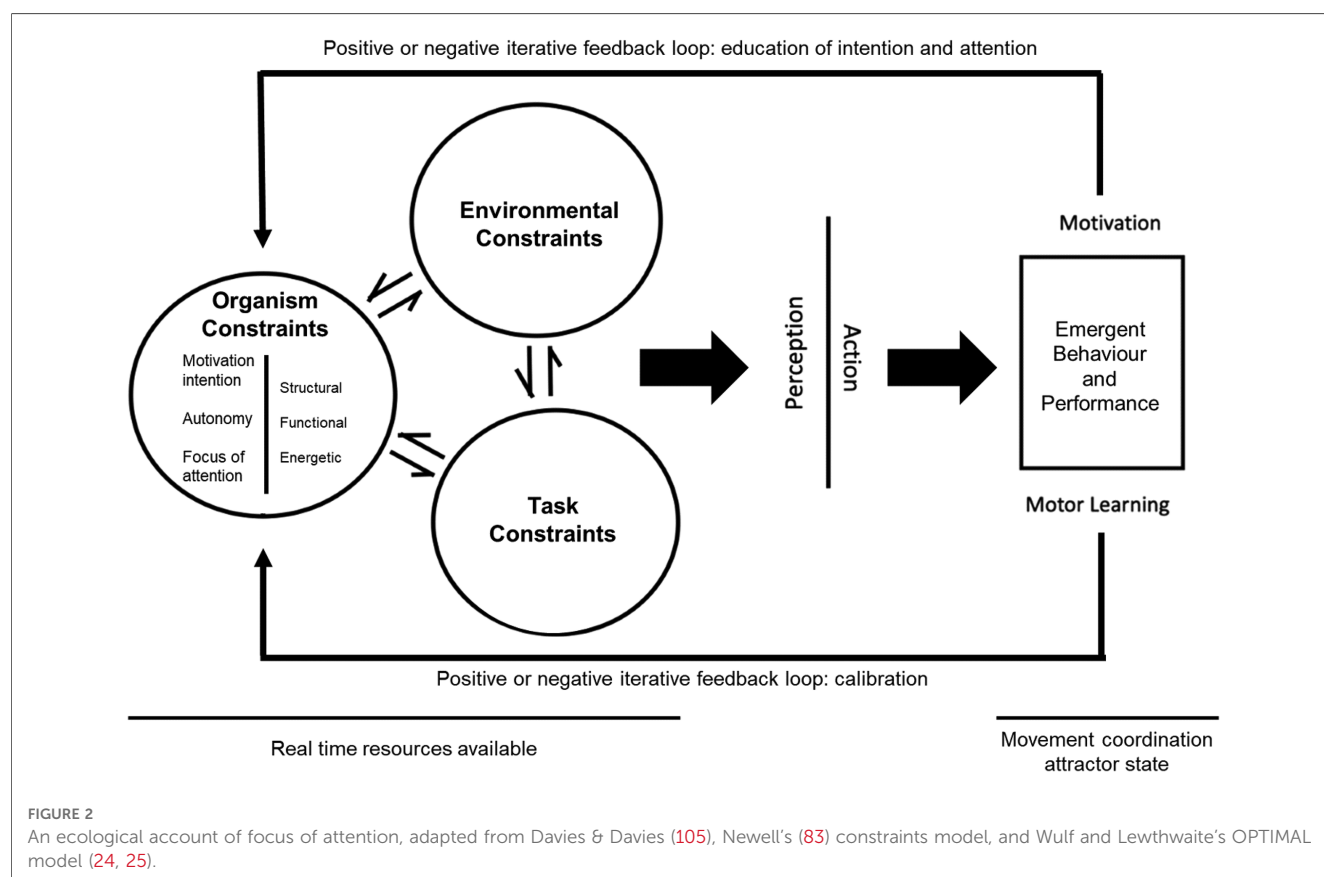 Positive or negative iterative feedback loop: education of intention and attention
Environmental
Constraints
Organism
Constraints
Motivation
intention
Autonomy
Focus of
attention
Structural
Functional
Energetic
Task
Constraints
Perception
Action
Motivation
Emergent
Behaviour
and
Performance
Motor Learning
Positive or negative iterative feedback loop: calibration
Real time resources available
Movement coordination
attractor state
FIGURE 2
An ecological account of focus of attention, adapted from Davies & Davies (105), Newell's (83) constraints model, and Wulf and Lewthwaite's OPTIMAL
model (24, 25).